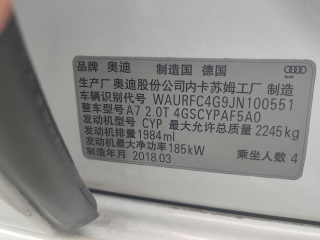 品牌 奥迪 制造国 德国
生产厂 奥迪股份公司内卡苏姆工厂 制造
车辆识别代号 WAURFC4G9JN100551
整车型号 A7 2.0T 4GSCYPAF5A0
发动机型号 CYP 最大允许总质量 2245kg
发动机排量 1984ml
发动机最大净功率 185kW 乘坐人数 4
制造年月 2018.03